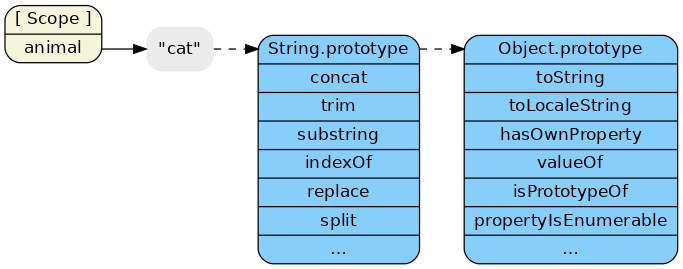 [ Scope ]
animal
"cat"
String.prototype
concat
trim
substring
indexOf
replace
split
...
Object.prototype
toString
toLocaleString
hasOwnProperty
valueOf
isPrototypeOf
propertyIsEnumerable
...